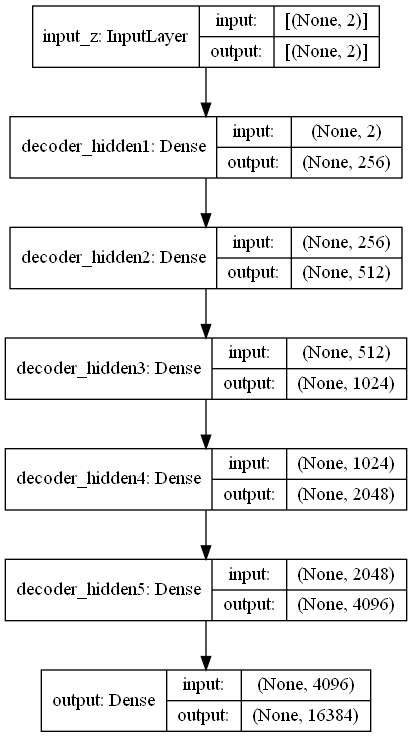 input_z: InputLayer
input: [(None, 2)]
output: [(None, 2)]
decoder_hidden1: Dense
input: (None, 2)
output: (None, 256)
decoder_hidden2: Dense
input: (None, 256)
output: (None, 512)
decoder_hidden3: Dense
input: (None, 512)
output: (None, 1024)
decoder_hidden4: Dense
input: (None, 1024)
output: (None, 2048)
decoder_hidden5: Dense
input: (None, 2048)
output: (None, 4096)
output: Dense
input: (None, 4096)
output: (None, 16384)